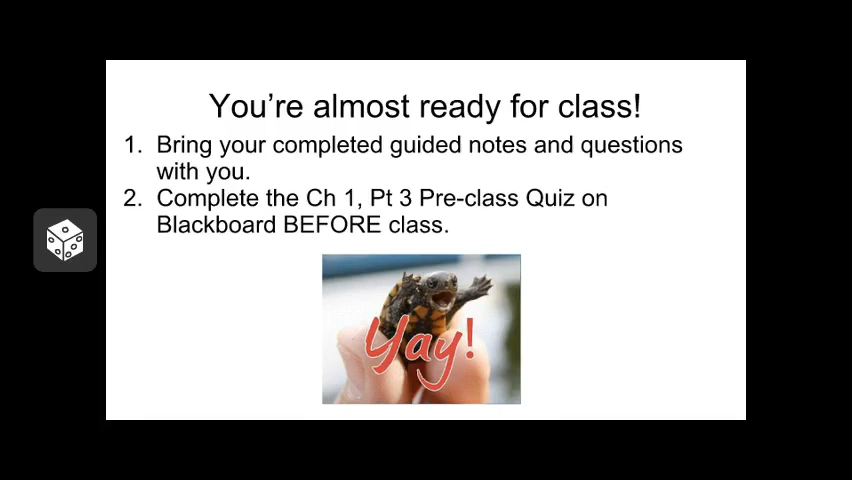 You’re almost ready for class!
1. Bring your completed guided notes and questions
with you.
2. Complete the Ch 1, Pt 3 Pre-class Quiz on
Blackboard BEFORE class.
Yay!